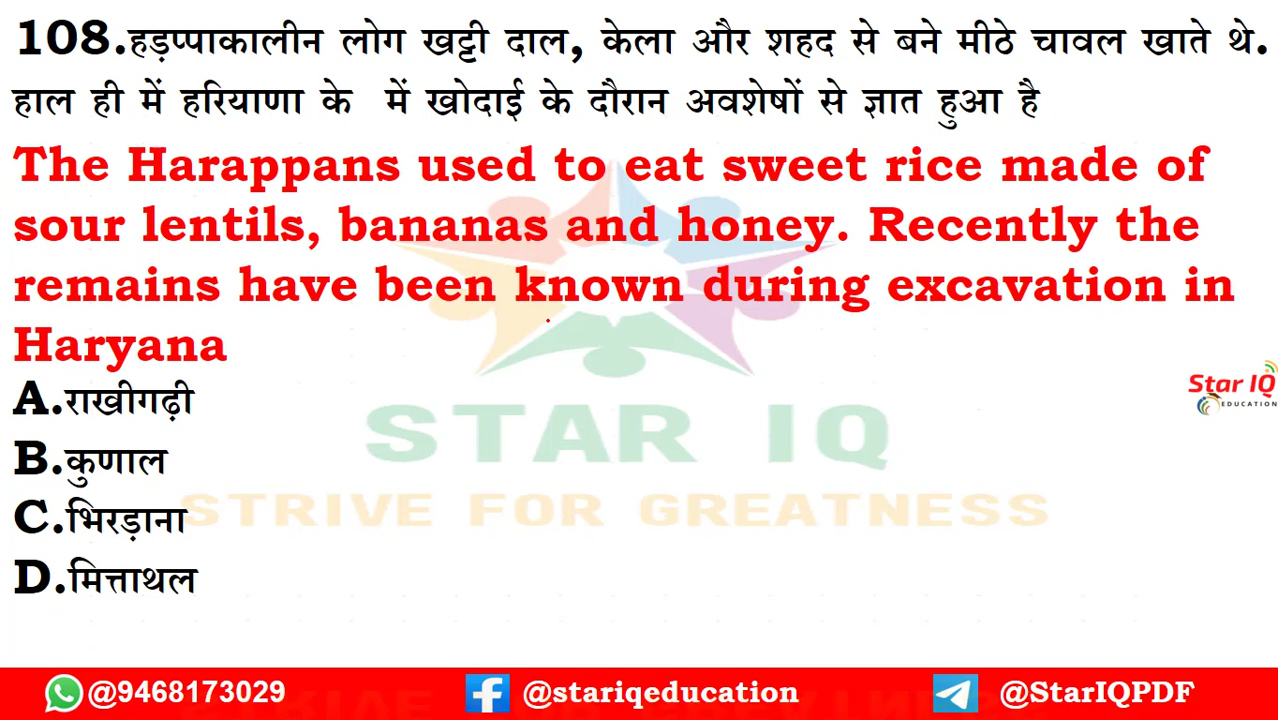 108.हड़प्पाकालीन लोग खट्टी दाल, केला और शहद से बने मीठे चावल खाते थे.
हाल ही में हरियाणा के में खोदाई के दौरान अवशेषों से ज्ञात हुआ है
The Harappans used to eat sweet rice made of
sour lentils, bananas and honey. Recently the
remains have been known during excavation in
Haryana
A.राखीगढ़ी
B.कुणाल
C.भिरड़ाना
D.मित्ताथल
STAR IQ
STRIVE FOR GREATNESS
Star IQ
EDUCATION
@9468173029 @stariqeducation @StarIQPDF